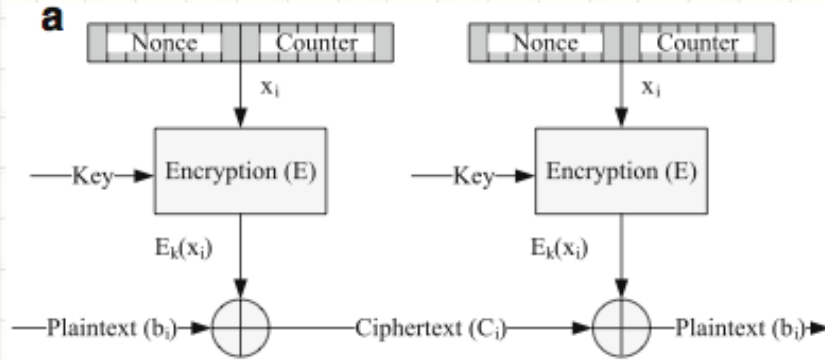 a
Nonce Counter Nonce Counter
xᵢ xᵢ
Key Encryption (E) Key Encryption (E)
Eₖ(xᵢ) Eₖ(xᵢ)
Plaintext (bᵢ) Ciphertext (Cᵢ) Plaintext (bᵢ)